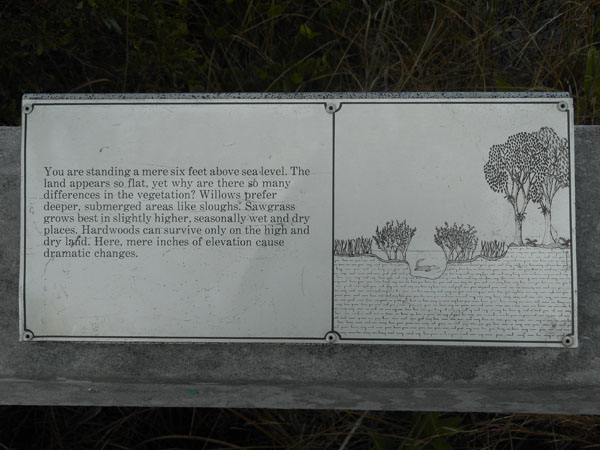 You are standing a mere six feet above sea level. The
land appears so flat, yet why are there so many
differences in the vegetation? Willows prefer
deeper, submerged areas like sloughs. Sawgrass
grows best in slightly higher, seasonally wet and dry
places. Hardwoods can survive only on the high and
dry land. Here, mere inches of elevation cause
dramatic changes.